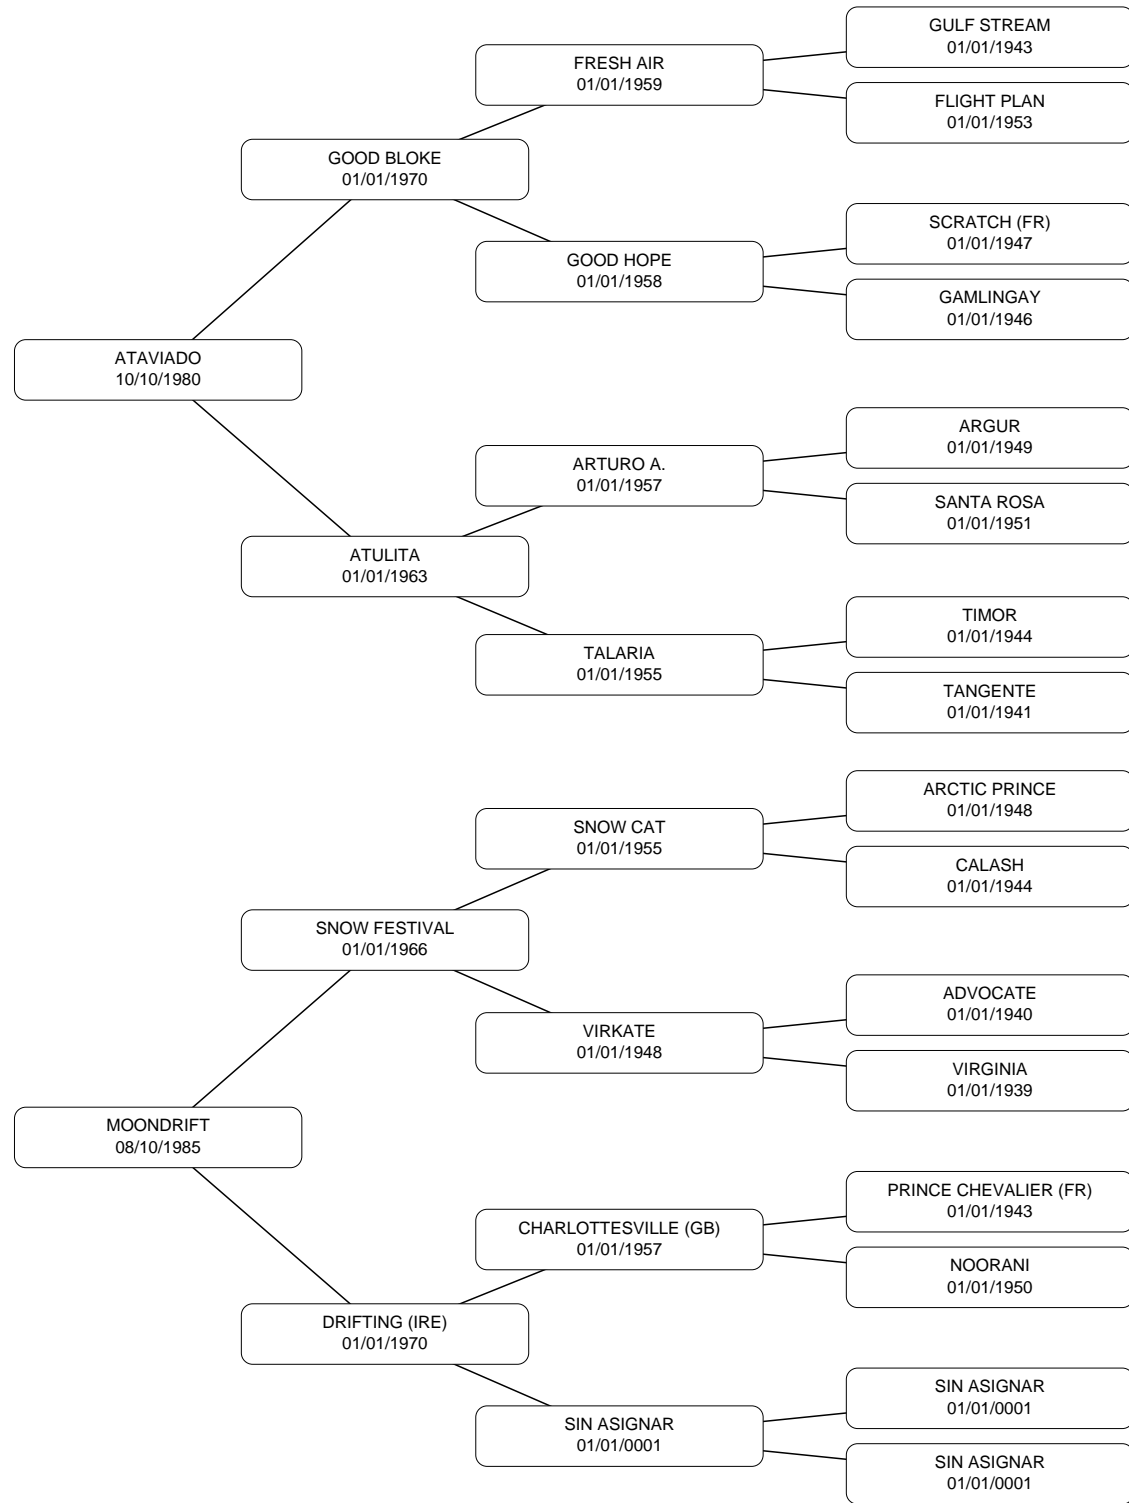 GULF STREAM
01/01/1943
FRESH AIR
01/01/1959
FLIGHT PLAN
01/01/1953
GOOD BLOKE
01/01/1970
SCRATCH (FR)
01/01/1947
GOOD HOPE
01/01/1958
GAMLINGAY
01/01/1946
ATAVIADO
10/10/1980
ARGUR
01/01/1949
ARTURO A.
01/01/1957
SANTA ROSA
01/01/1951
ATULITA
01/01/1963
TIMOR
01/01/1944
TALARIA
01/01/1955
TANGENTE
01/01/1941
ARCTIC PRINCE
01/01/1948
SNOW CAT
01/01/1955
CALASH
01/01/1944
SNOW FESTIVAL
01/01/1966
ADVOCATE
01/01/1940
VIRKATE
01/01/1948
VIRGINIA
01/01/1939
MOONDRIFT
08/10/1985
PRINCE CHEVALIER (FR)
01/01/1943
CHARLOTTESVILLE (GB)
01/01/1957
NOORANI
01/01/1950
DRIFTING (IRE)
01/01/1970
SIN ASIGNAR
01/01/0001
SIN ASIGNAR
01/01/0001
SIN ASIGNAR
01/01/0001